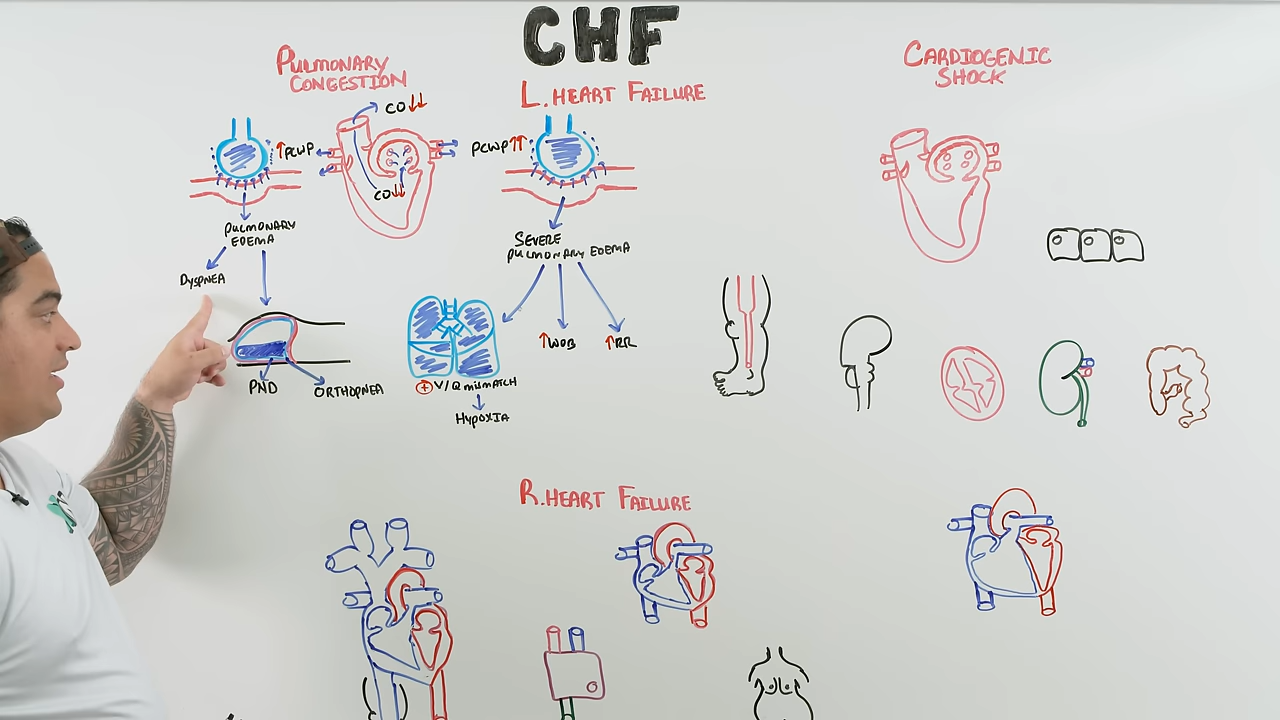 CHF
PULMONARY
CONGESTION
L.HEART FAILURE
CARDIOGENIC
SHOCK
CO↓↓
↑PCWP
PCWP↑↑
CO↓↓
PULMONARY
EDEMA
SEVERE
PULMONARY EDEMA
DYSPNEA
↑WOB
↑RR
PND
ORTHOPNEA
+ V/Q MISMATCH
HYPOXIA
R.HEART FAILURE